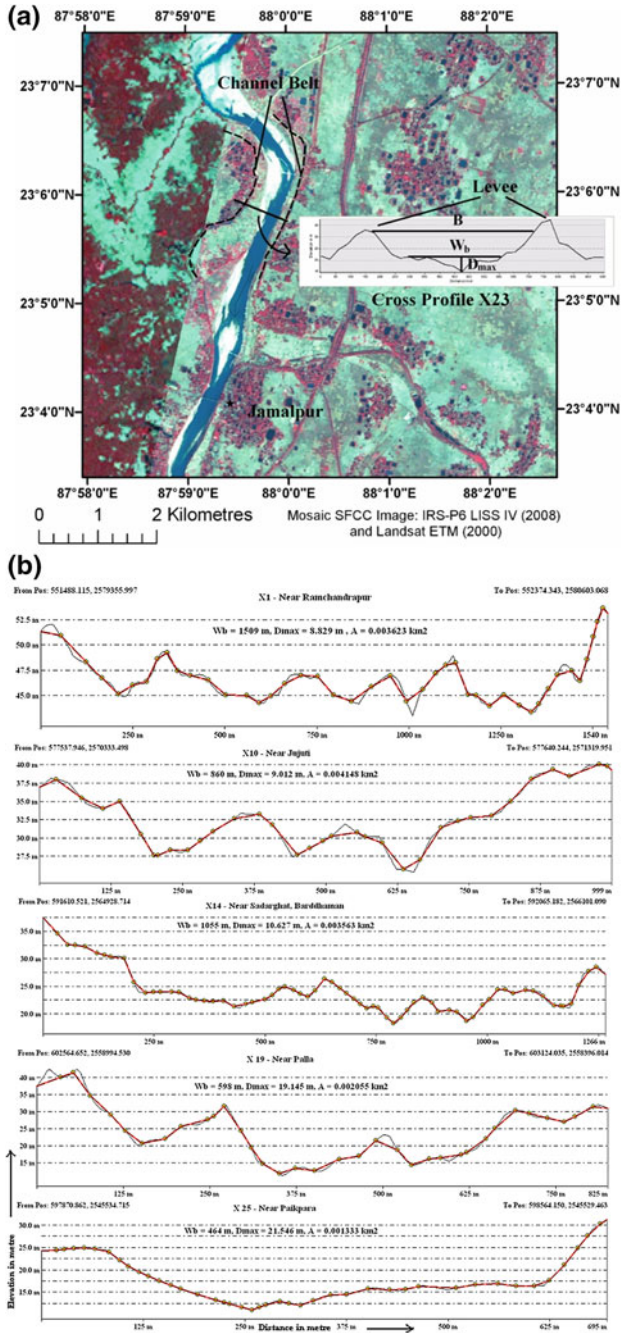 (a)
87°58'0"E 87°59'0"E 88°0'0"E 88°1'0"E 88°2'0"E
23°7'0"N 23°7'0"N
Channel Belt
23°6'0"N 23°6'0"N
Levee
B
Wb
Dmax
23°5'0"N 23°5'0"N
Cross Profile X23
23°4'0"N Jamalpur 23°4'0"N
87°58'0"E 87°59'0"E 88°0'0"E 88°1'0"E 88°2'0"E
0 1 2 Kilometres
Mosaic SFCC Image: IRS-P6 LISS IV (2008)
and Landsat ETM (2000)
(b)
From Pos: 551488.115, 2579355.997 To Pos: 552374.343, 2580603.068
X1 - Near Ramchandrapur
52.5 m
Wb = 1509 m, Dmax = 8.829 m , A = 0.003623 km2
50.0 m
47.5 m
45.0 m
250 m 500 m 750 m 1000 m 1250 m 1540 m
From Pos: 577537.946, 2570333.498 To Pos: 577640.244, 2571319.951
X10 - Near Jujuti
40.0 m
Wb = 860 m, Dmax = 9.012 m, A = 0.004148 km2
37.5 m
35.0 m
32.5 m
30.0 m
27.5 m
125 m 250 m 375 m 500 m 625 m 750 m 875 m 999 m
From Pos: 591610.521, 2564928.714 To Pos: 592065.182, 2566101.090
X14 - Near Sadarghat, Barddhaman
Wb = 1055 m, Dmax = 10.627 m, A = 0.003563 km2
35.0 m
30.0 m
25.0 m
20.0 m
250 m 500 m 750 m 1000 m 1266 m
From Pos: 602564.652, 2558994.530 To Pos: 603124.035, 2558396.014
X 19 - Near Palla
40 m
Wb = 598 m, Dmax = 19.145 m, A = 0.002055 km2
35 m
30 m
25 m
20 m
15 m
125 m 250 m 375 m 500 m 625 m 750 m 825 m
From Pos: 597870.862, 2545534.715 To Pos: 598564.150, 2545529.463
X 25 - Near Paikpara
30.0 m
Wb = 464 m, Dmax = 21.546 m, A = 0.001333 km2
25.0 m
20.0 m
15.0 m
125 m 250 m 375 m 500 m 625 m 695 m
Elevation in metre
Distance in metre